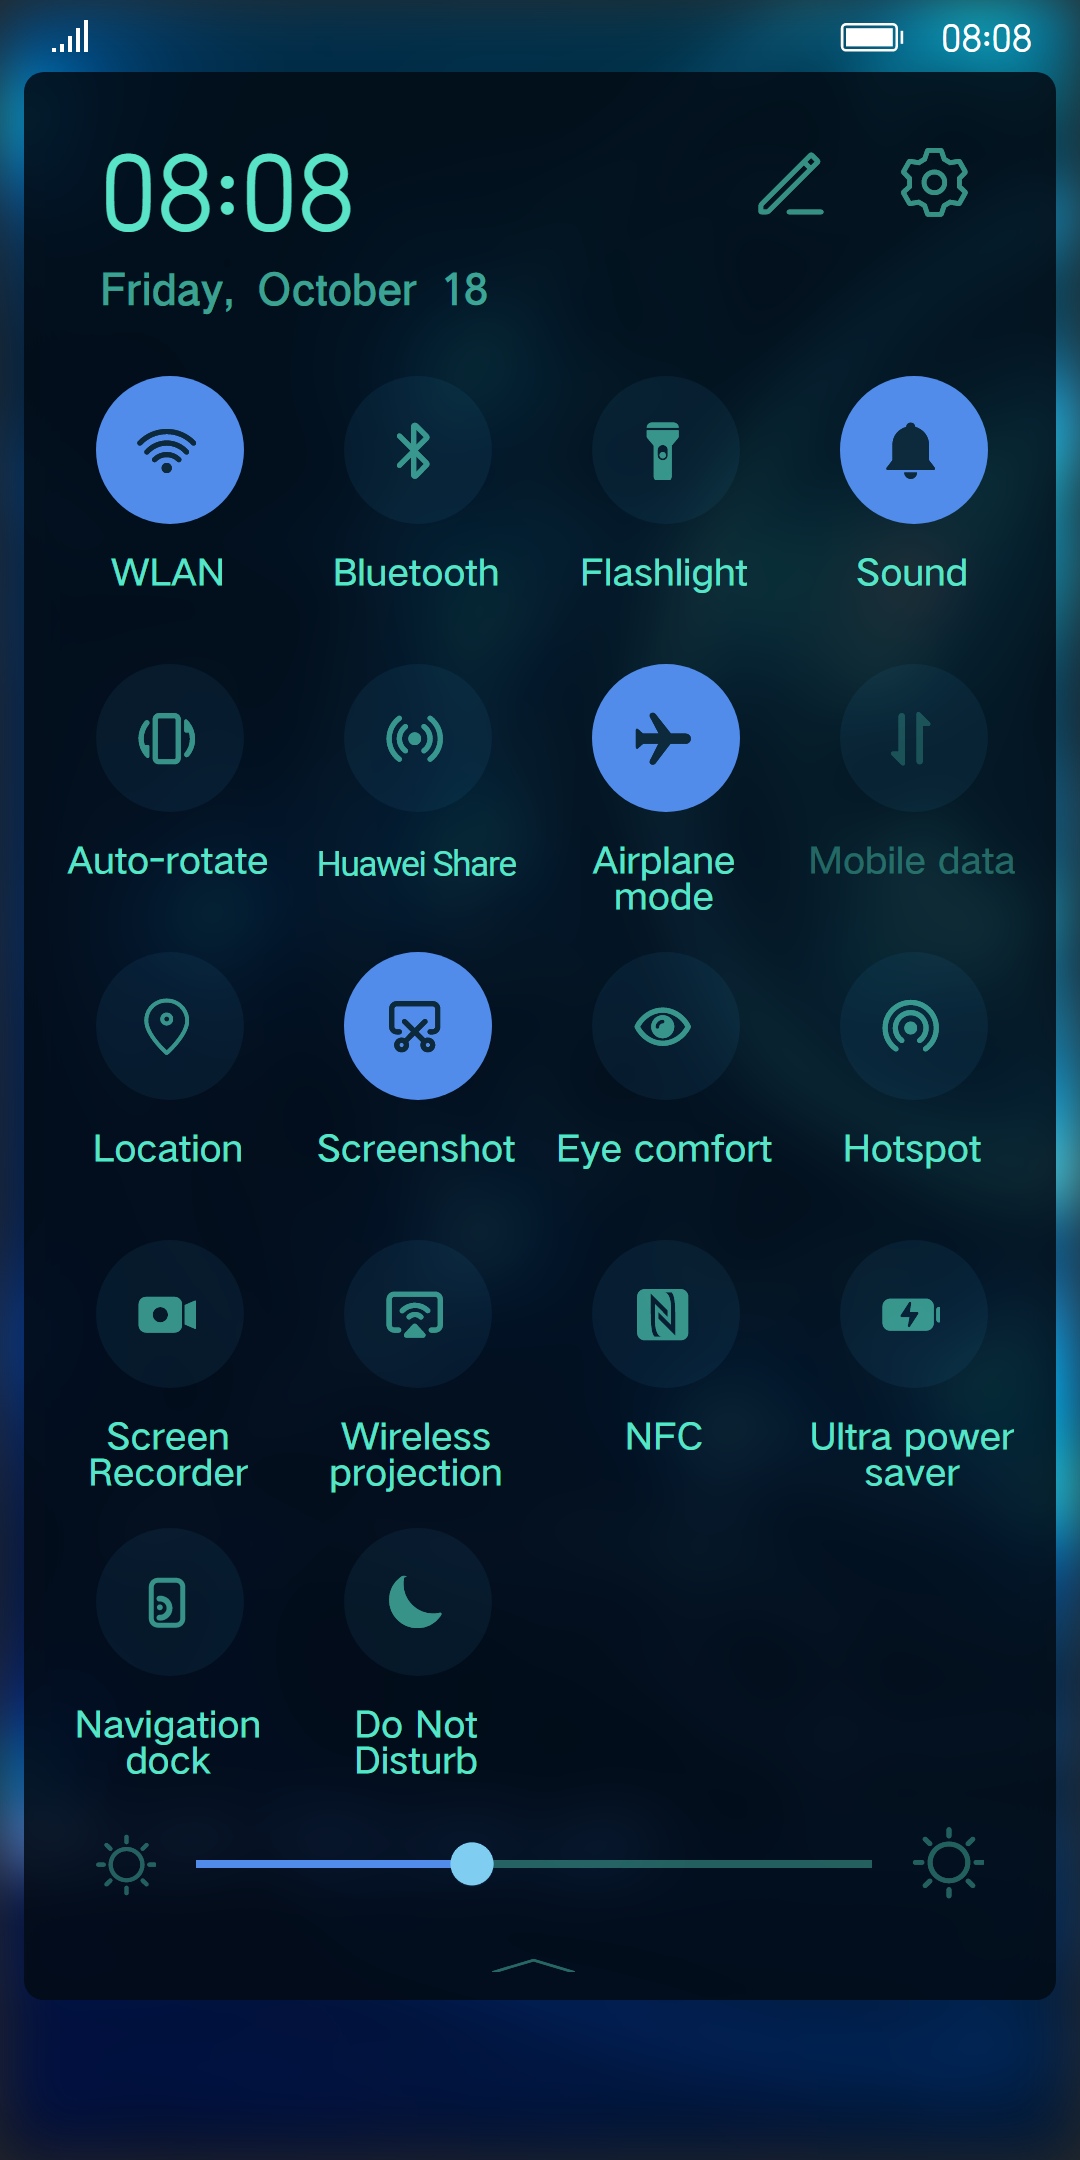 08:08
08:08
Friday, October 18
WLAN
Bluetooth
Flashlight
Sound
Auto-rotate
Huawei Share
Airplane
mode
Mobile data
Location
Screenshot
Eye comfort
Hotspot
Screen
Recorder
Wireless
projection
NFC
Ultra power
saver
Navigation
dock
Do Not
Disturb